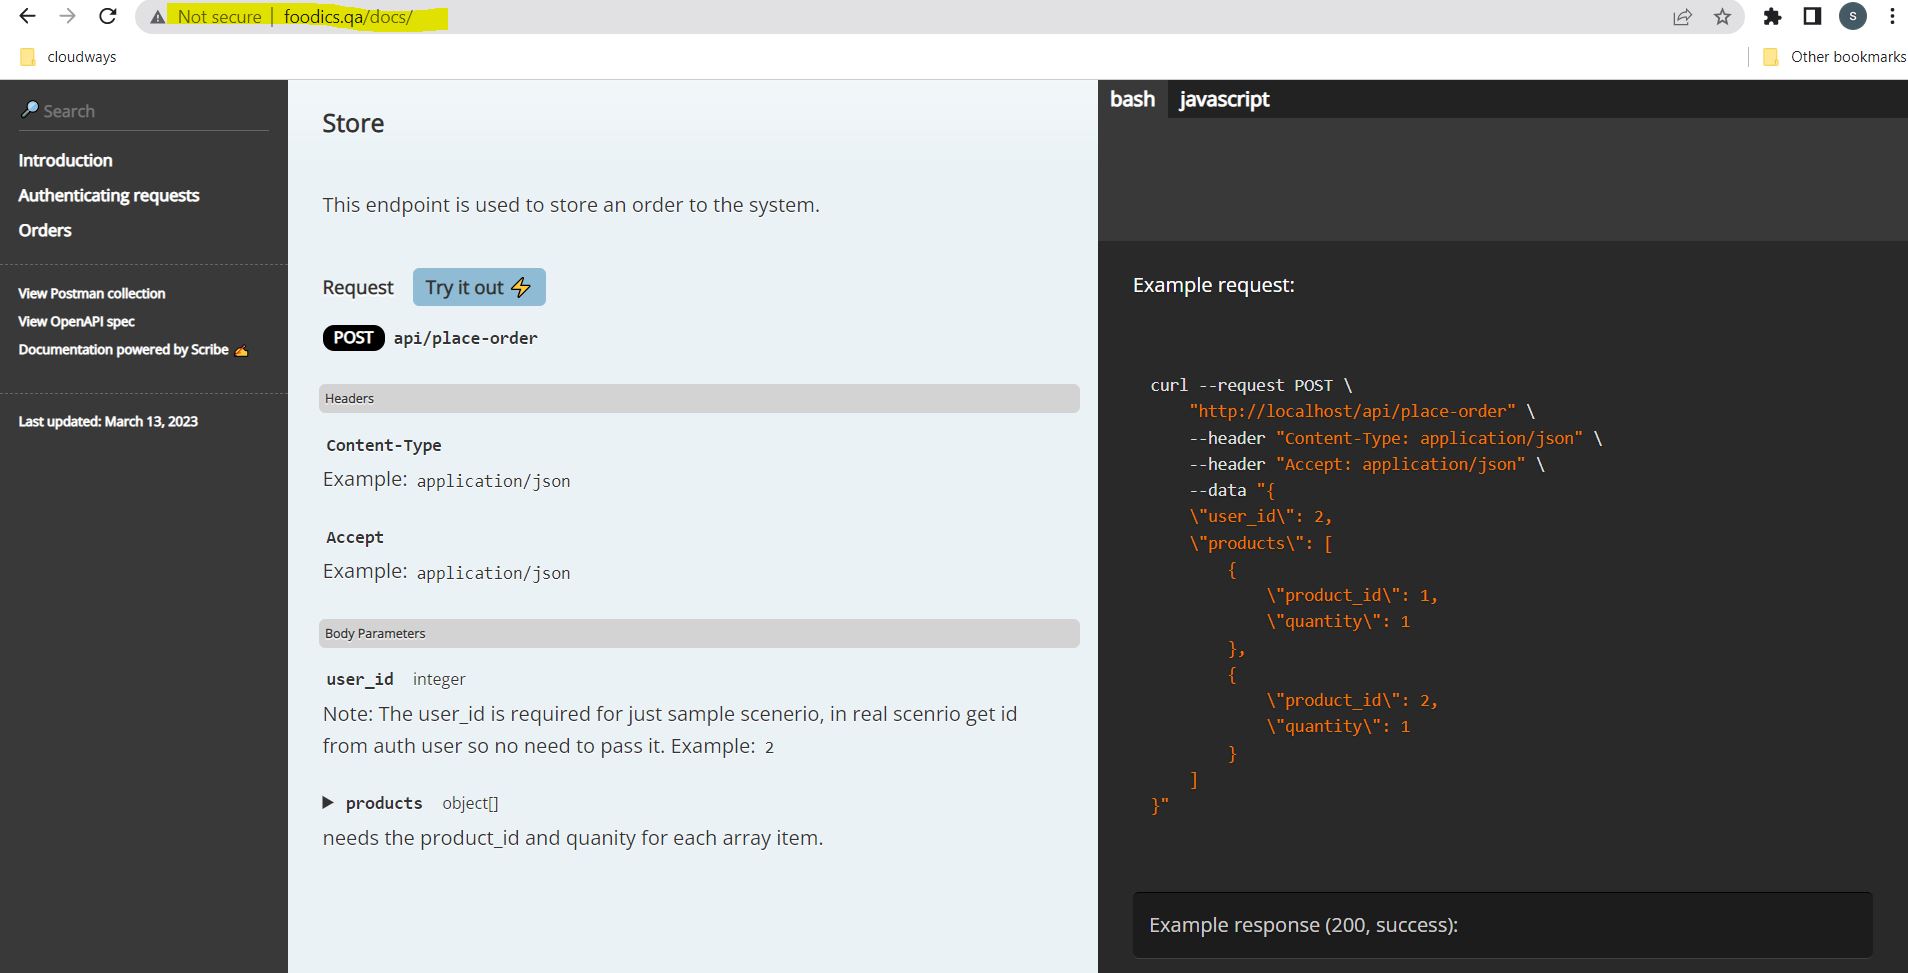 Not secure | foodics.qa/docs/
S
cloudways
Other bookmarks
Search
Introduction
Authenticating requests
Orders
View Postman collection
View OpenAPI spec
Documentation powered by Scribe ✍
Last updated: March 13, 2023
Store
This endpoint is used to store an order to the system.
Request Try it out ⚡
POST api/place-order
Headers
Content-Type
Example: application/json
Accept
Example: application/json
Body Parameters
user_id integer
Note: The user_id is required for just sample scenerio, in real scenrio get id
from auth user so no need to pass it. Example: 2
▶ products object[]
needs the product_id and quanity for each array item.
bash javascript
Example request:
curl --request POST \
"http://localhost/api/place-order" \
--header "Content-Type: application/json" \
--header "Accept: application/json" \
--data "{
\"user_id\": 2,
\"products\": [
{
\"product_id\": 1,
\"quantity\": 1
},
{
\"product_id\": 2,
\"quantity\": 1
}
]
}"
Example response (200, success):